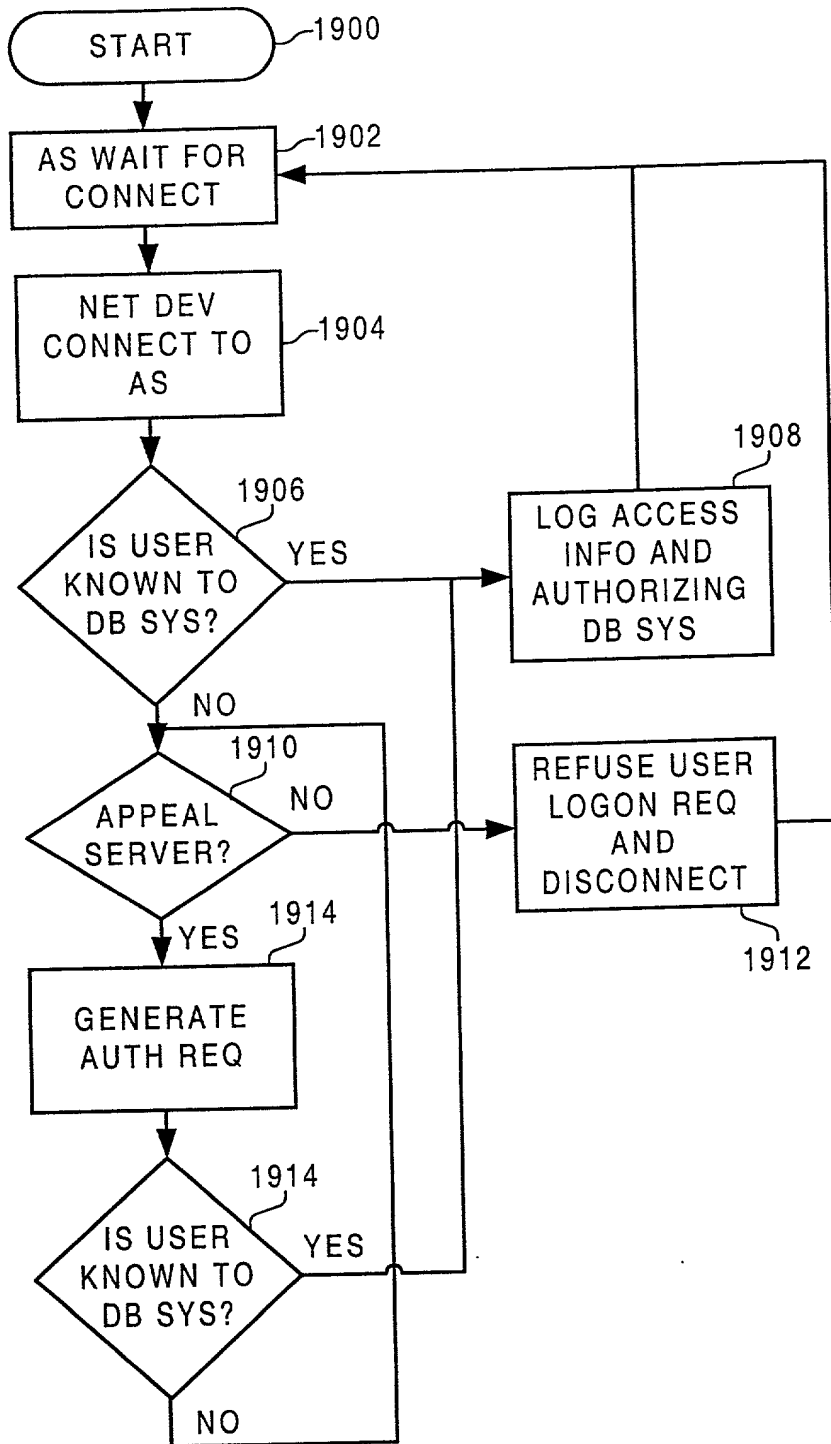 START
1900
AS WAIT FOR
CONNECT
1902
NET DEV
CONNECT TO
AS
1904
IS USER
KNOWN TO
DB SYS?
1906
YES
LOG ACCESS
INFO AND
AUTHORIZING
DB SYS
1908
NO
APPEAL
SERVER?
1910
NO
REFUSE USER
LOGON REQ
AND
DISCONNECT
1912
YES
GENERATE
AUTH REQ
1914
IS USER
KNOWN TO
DB SYS?
1914
YES
NO